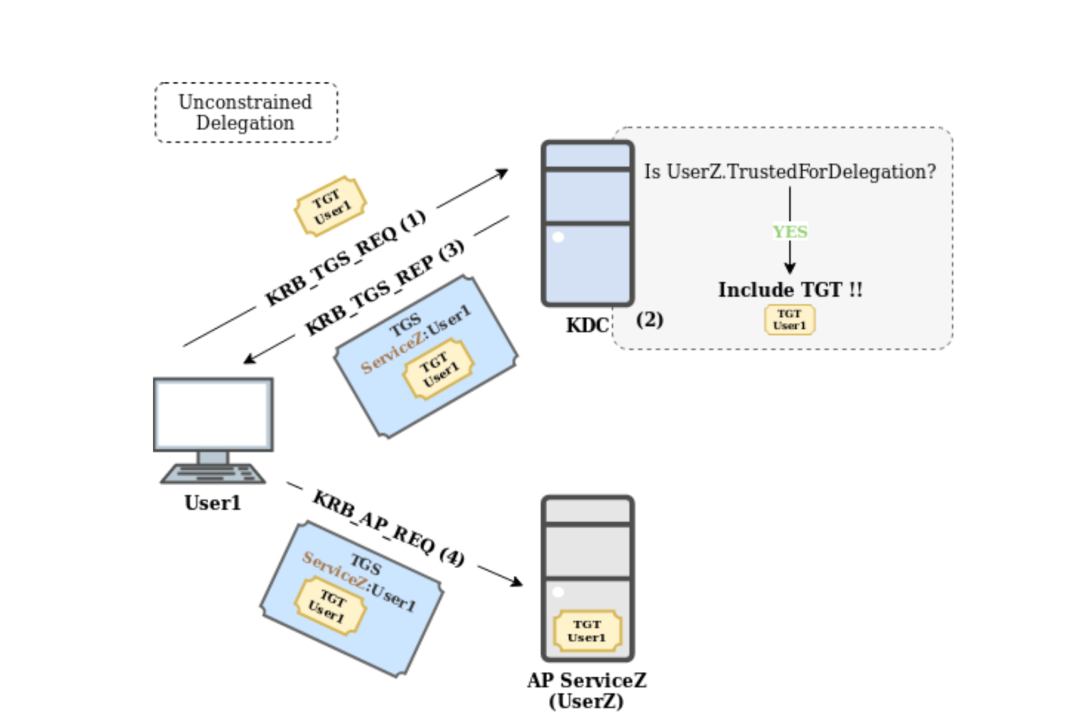 Unconstrained
Delegation
TGT
User1
KRB_TGS_REQ (1)
KRB_TGS_REP (3)
TGS
ServiceZ:User1
TGT
User1
KDC
(2)
Is UserZ.TrustedForDelegation?
YES
Include TGT !!
TGT
User1
User1
KRB_AP_REQ (4)
TGS
ServiceZ:User1
TGT
User1
TGT
User1
AP ServiceZ
(UserZ)